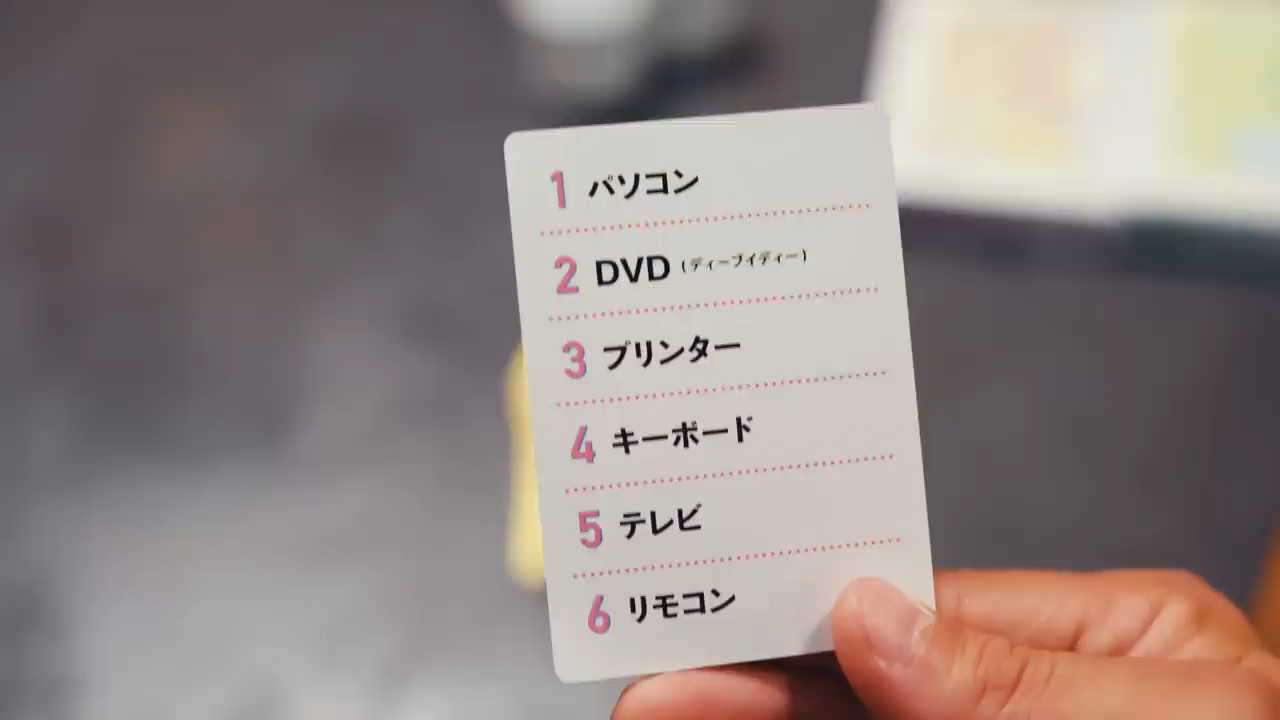 1 パソコン
2 DVD (ディーブイディー)
3 プリンター
4 キーボード
5 テレビ
6 リモコン